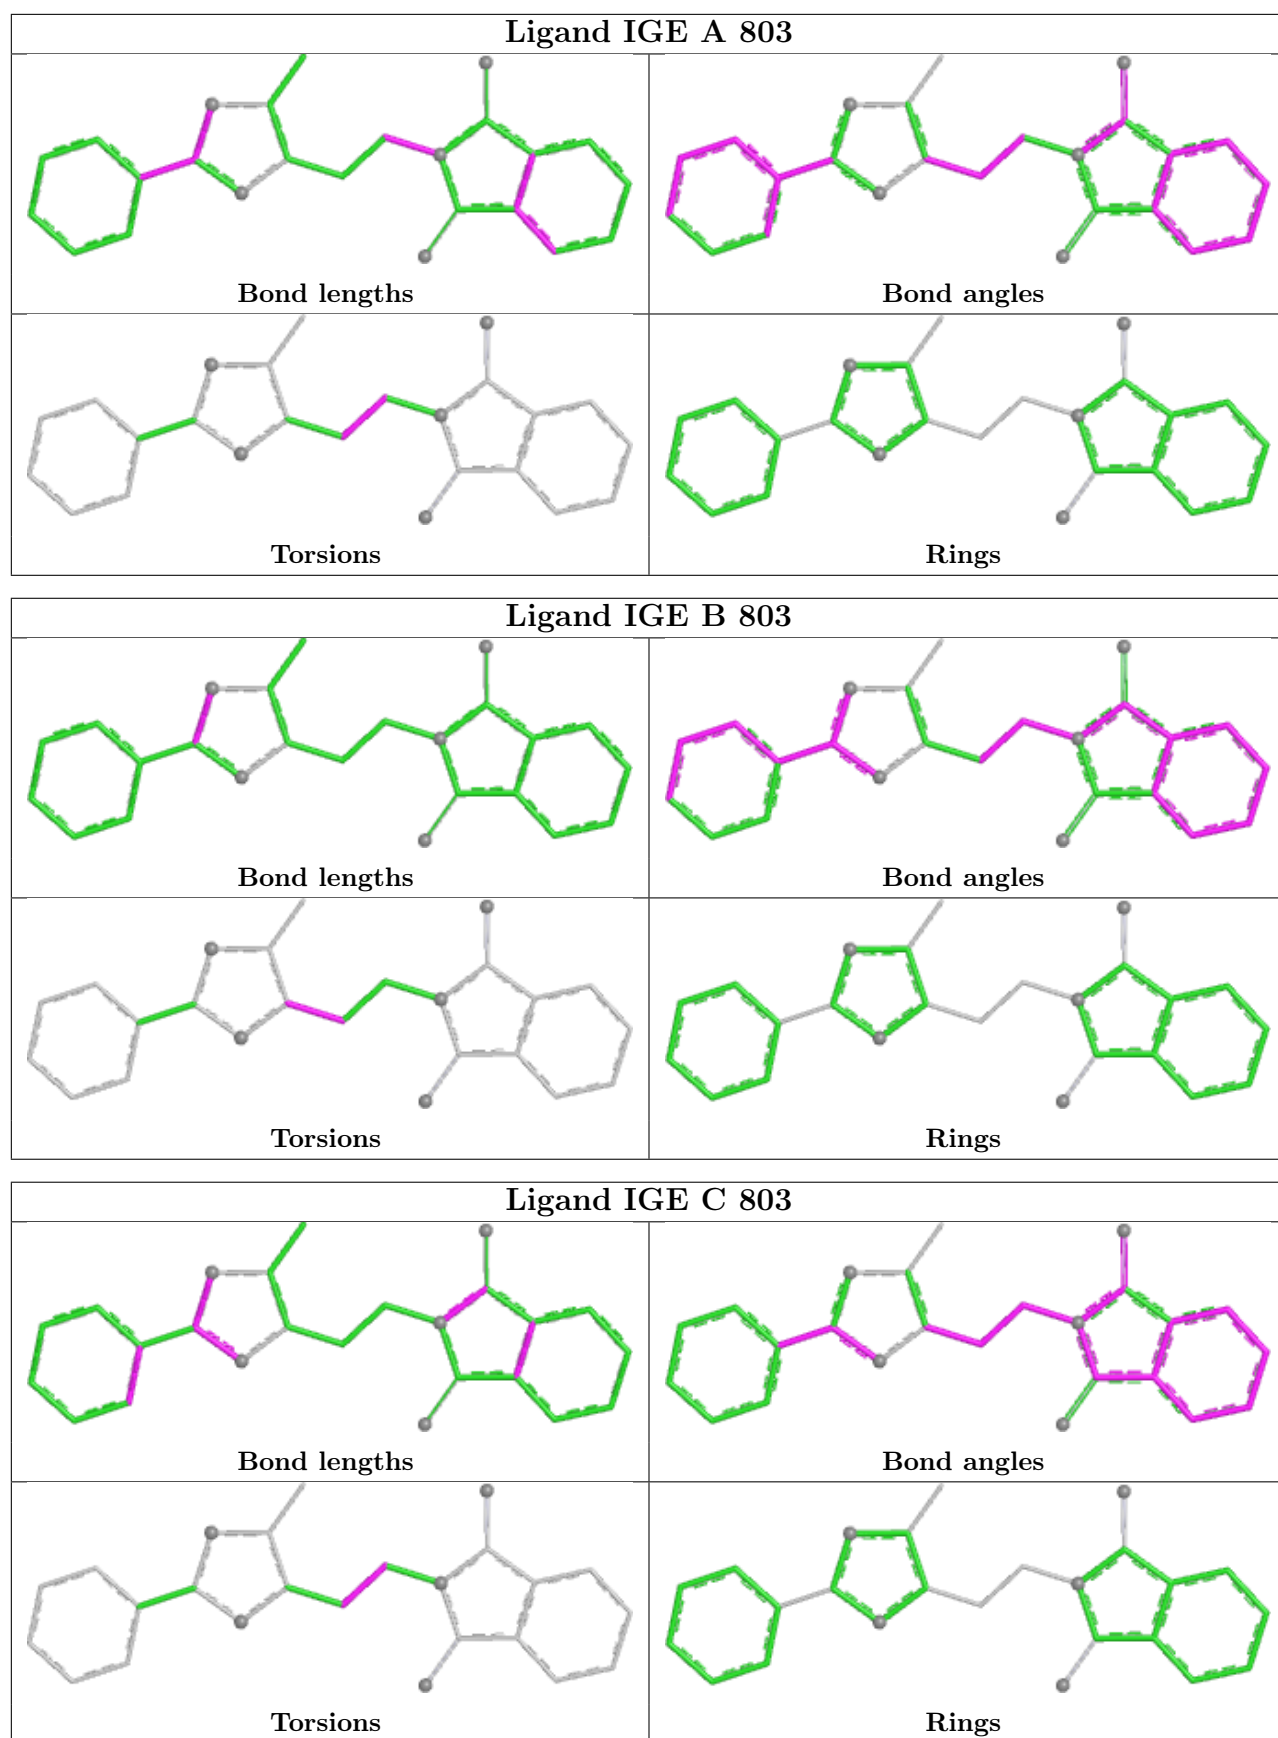 Ligand IGE A 803
Bond lengths
Bond angles
Torsions
Rings
Ligand IGE B 803
Bond lengths
Bond angles
Torsions
Rings
Ligand IGE C 803
Bond lengths
Bond angles
Torsions
Rings